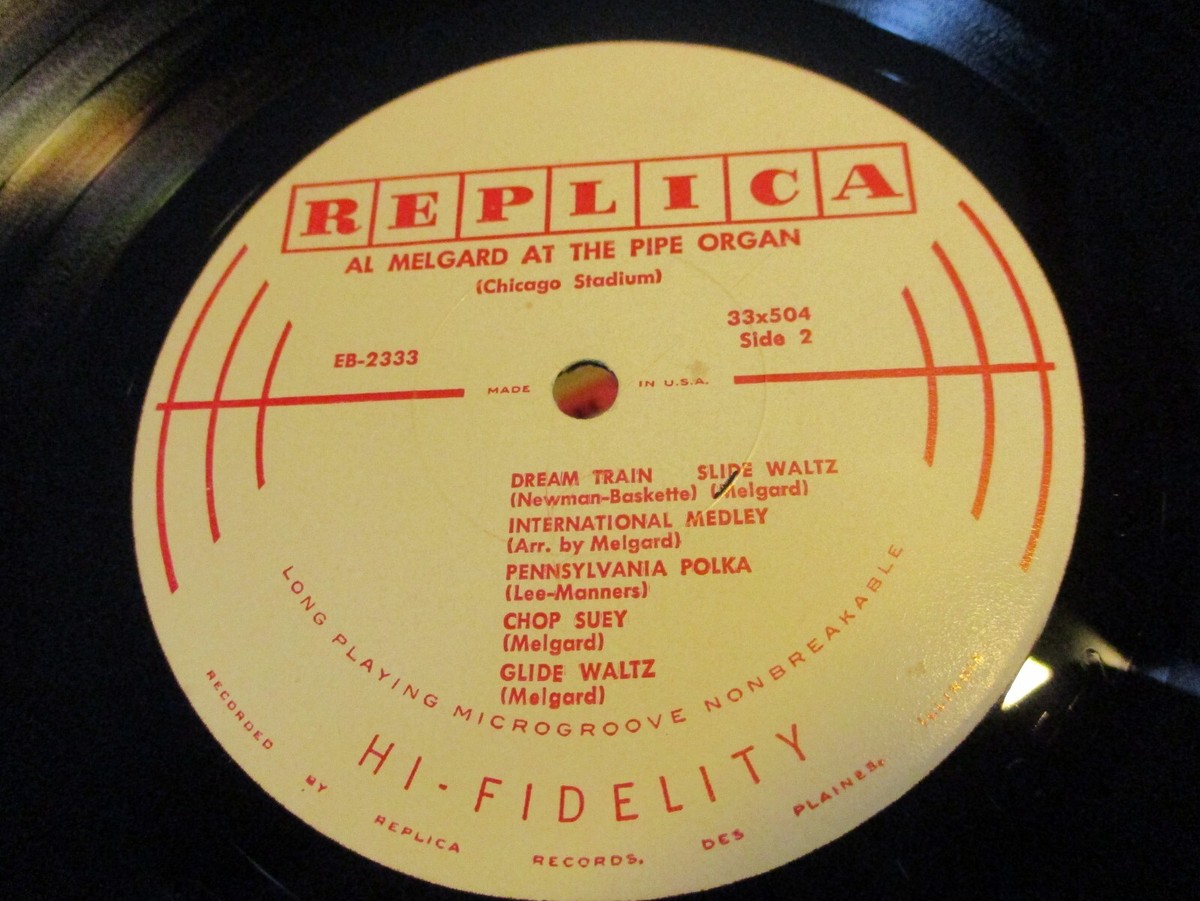 REPLICA
AL MELGARD AT THE PIPE ORGAN
(Chicago Stadium)
33x504
EB-2333
Side 2
MADE IN U.S.A.
DREAM TRAIN SLIDE WALTZ
(Newman-Baskette) (Melgard)
INTERNATIONAL MEDLEY
(Arr. by Melgard)
PENNSYLVANIA POLKA
(Lee-Manners)
CHOP SUEY
(Melgard)
GLIDE WALTZ
(Melgard)
LONG PLAYING MICROGROOVE NONBREAKABLE
HI-FIDELITY
RECORDED BY REPLICA RECORDS, DES PLAINES, ILLINOIS